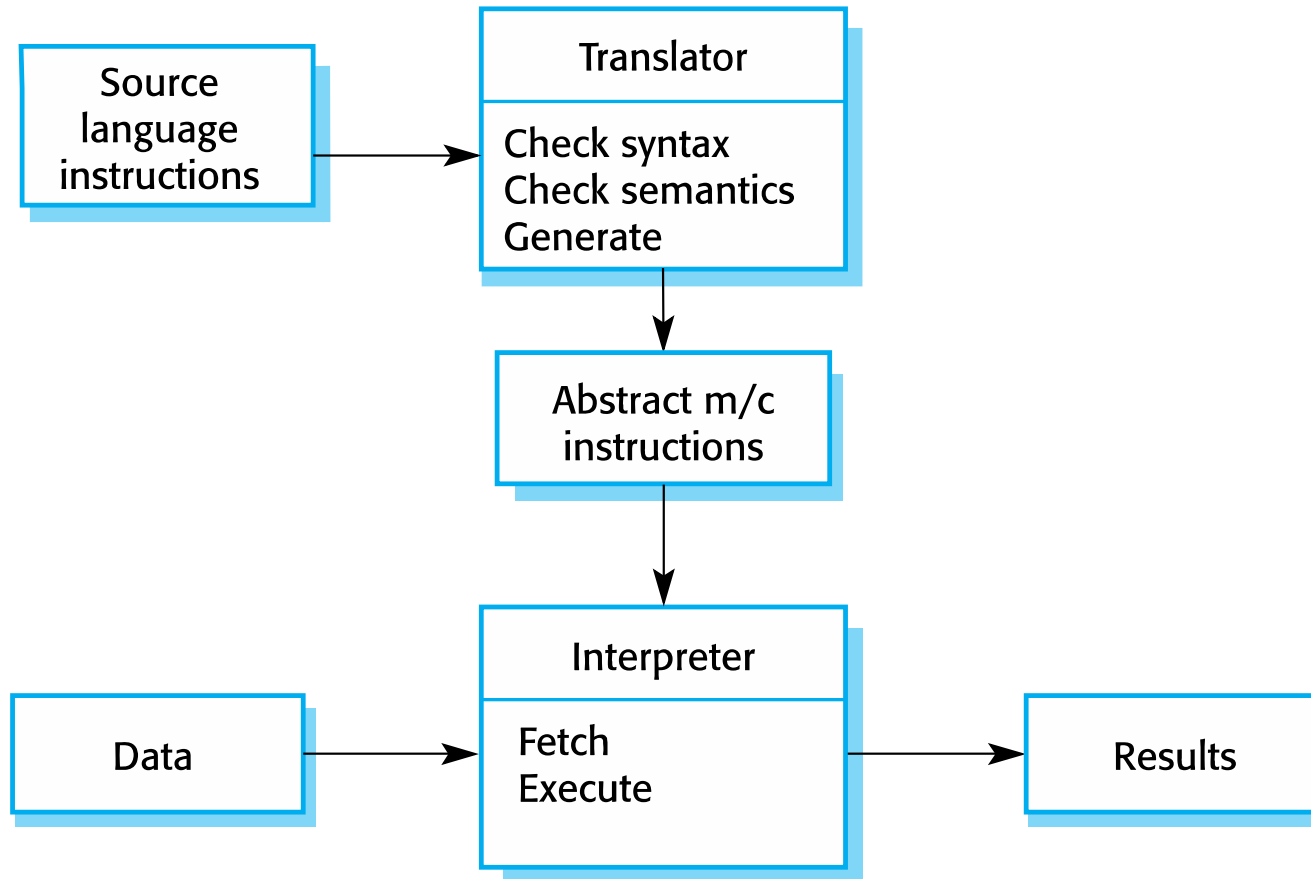 Source
language
instructions
Translator
Check syntax
Check semantics
Generate
Abstract m/c
instructions
Interpreter
Fetch
Execute
Data
Results